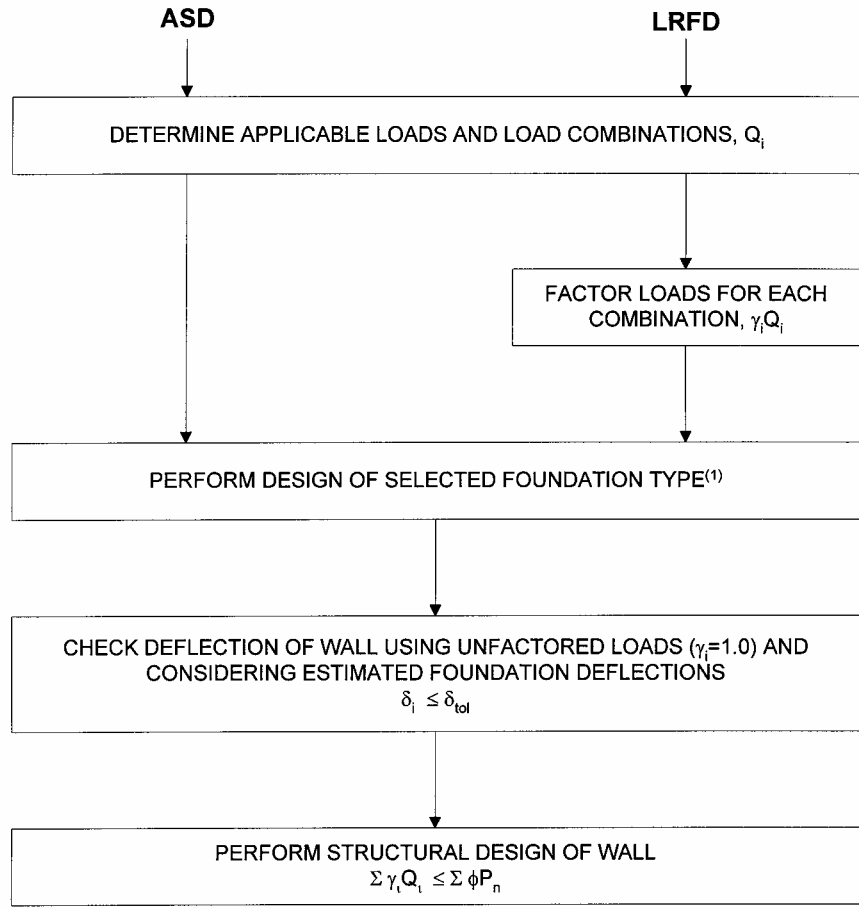 ASD
LRFD
DETERMINE APPLICABLE LOADS AND LOAD COMBINATIONS, Qᵢ
FACTOR LOADS FOR EACH
COMBINATION, γᵢQᵢ
PERFORM DESIGN OF SELECTED FOUNDATION TYPE⁽¹⁾
CHECK DEFLECTION OF WALL USING UNFACTORED LOADS (γᵢ=1.0) AND
CONSIDERING ESTIMATED FOUNDATION DEFLECTIONS
δᵢ ≤ δtol
PERFORM STRUCTURAL DESIGN OF WALL
Σ γιQι ≤ Σ ϕPₙ